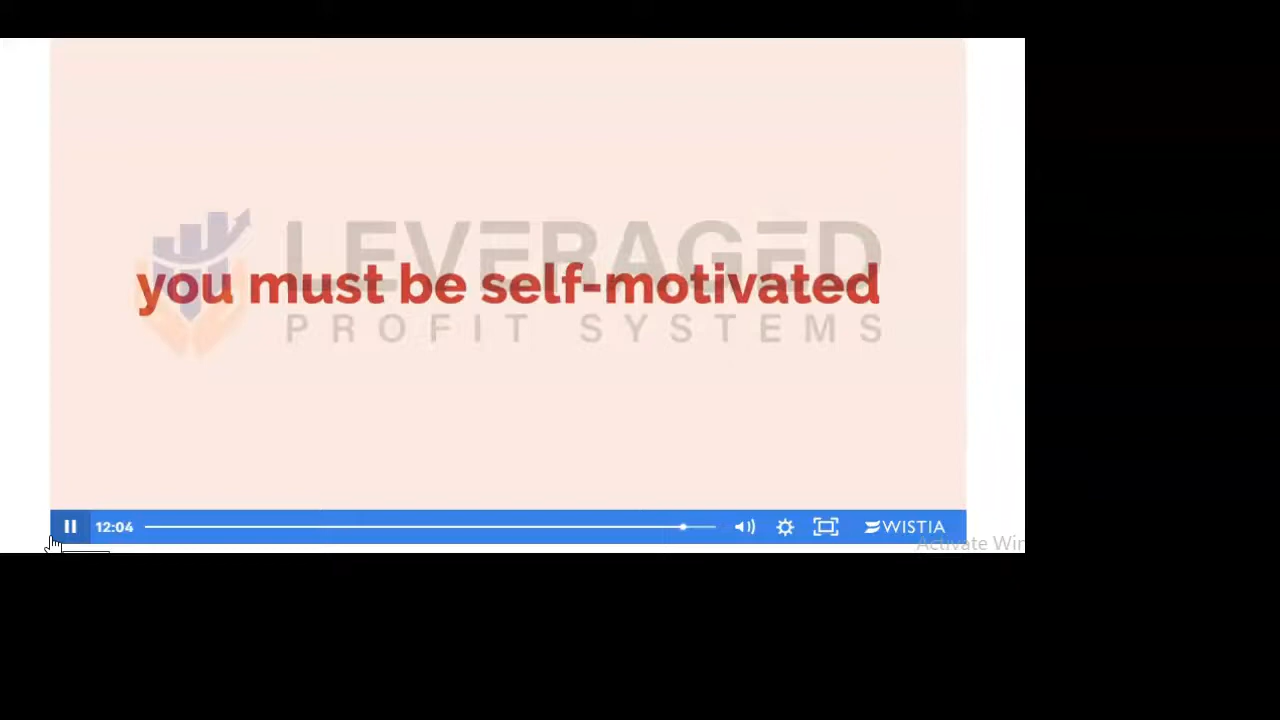 LEVERAGED
you must be self-motivated
PROFIT SYSTEMS
12:04
WISTIA
Activate Win